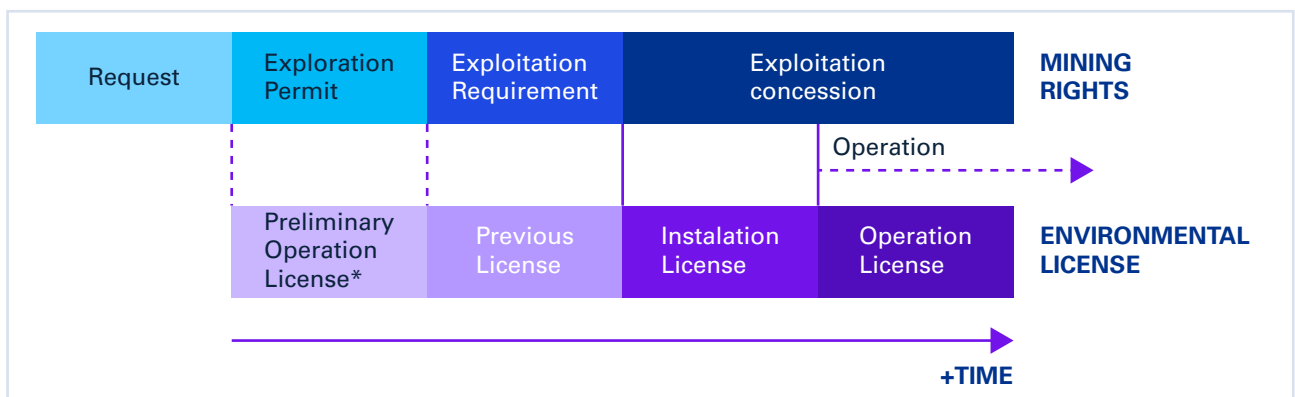 Request
Exploration
Permit
Exploitation
Requirement
Exploitation
concession
MINING
RIGHTS
Operation
Preliminary
Operation
License*
Previous
License
Instalation
License
Operation
License
ENVIRONMENTAL
LICENSE
+TIME